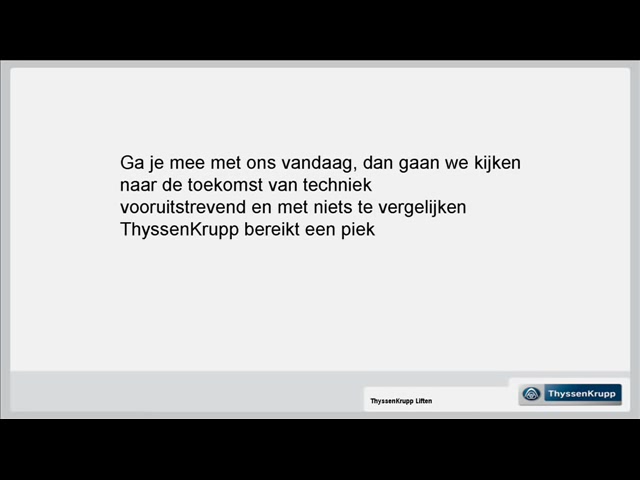 Ga je mee met ons vandaag, dan gaan we kijken
naar de toekomst van techniek
vooruitstrevend en met niets te vergelijken
ThyssenKrupp bereikt een piek
ThyssenKrupp Liften
ThyssenKrupp